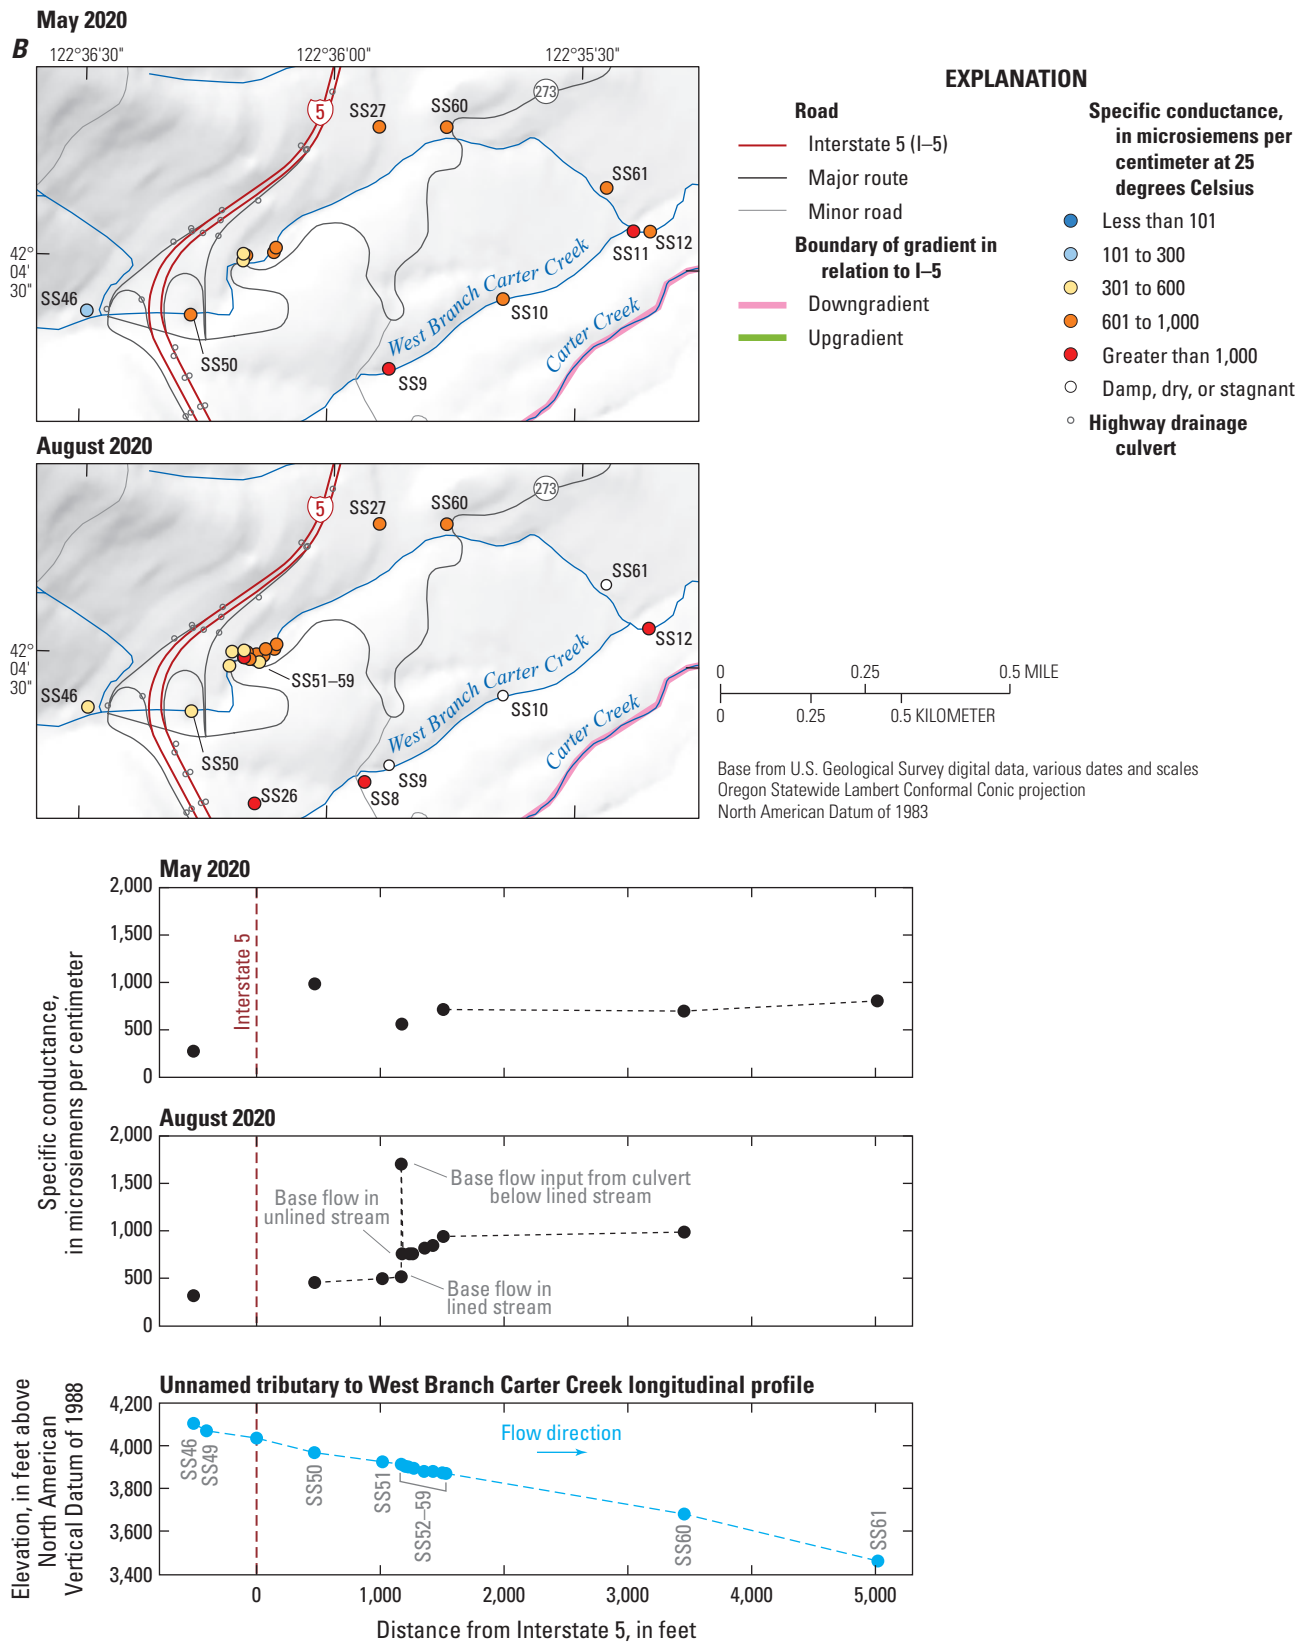 May 2020
B
122°36'30"
122°36'00"
122°35'30"
273
5
SS27
SS60
SS61
SS11
SS12
42°
04'
30"
SS46
SS50
SS10
SS9
West Branch Carter Creek
Carter Creek
August 2020
273
5
SS27
SS60
SS61
SS12
42°
04'
30"
SS46
SS51–59
SS50
SS10
SS9
SS8
SS26
West Branch Carter Creek
Carter Creek
EXPLANATION
Road
Interstate 5 (I–5)
Major route
Minor road
Boundary of gradient in
relation to I–5
Downgradient
Upgradient
Specific conductance,
in microsiemens per
centimeter at 25
degrees Celsius
Less than 101
101 to 300
301 to 600
601 to 1,000
Greater than 1,000
Damp, dry, or stagnant
Highway drainage
culvert
0 0.25 0.5 MILE
0 0.25 0.5 KILOMETER
Base from U.S. Geological Survey digital data, various dates and scales
Oregon Statewide Lambert Conformal Conic projection
North American Datum of 1983
May 2020
2,000
1,500
1,000
500
0
Interstate 5
Specific conductance,
in microsiemens per centimeter
August 2020
2,000
1,500
1,000
500
0
Base flow input from culvert
below lined stream
Base flow in
unlined stream
Base flow in
lined stream
Unnamed tributary to West Branch Carter Creek longitudinal profile
4,200
4,000
3,800
3,600
3,400
Elevation, in feet above
North American
Vertical Datum of 1988
Flow direction
SS46
SS49
SS50
SS51
SS52–59
SS60
SS61
0 1,000 2,000 3,000 4,000 5,000
Distance from Interstate 5, in feet